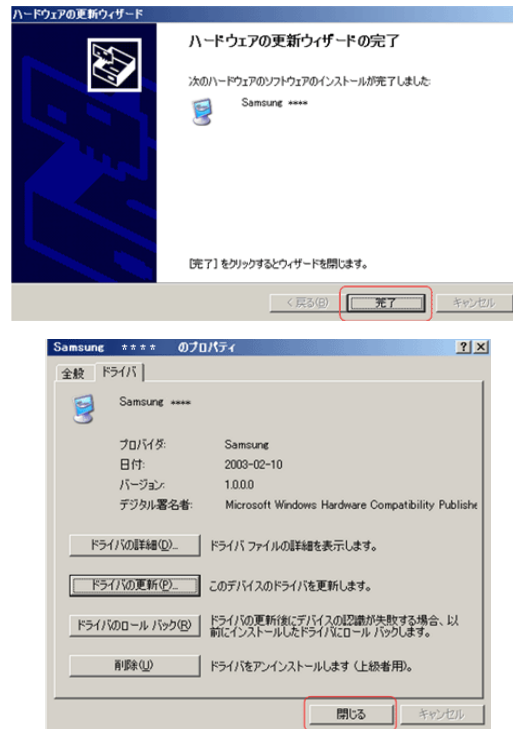 ハードウェアの更新ウィザード
ハードウェアの更新ウィザードの完了
次のハードウェアのソフトウェアのインストールが完了しました:
Samsung ****
[完了] をクリックするとウィザードを閉じます。
< 戻る(B)
完了
キャンセル
Samsung **** のプロパティ
全般
ドライバ
Samsung ****
プロバイダ: Samsung
日付: 2003-02-10
バージョン: 1.0.0.0
デジタル署名者: Microsoft Windows Hardware Compatibility Publishe
ドライバの詳細(D)... ドライバ ファイルの詳細を表示します。
ドライバの更新(P)... このデバイスのドライバを更新します。
ドライバのロール バック(R) ドライバの更新後にデバイスの認識が失敗する場合、以
前にインストールしたドライバにロール バックします。
削除(U) ドライバをアンインストールします (上級者用)。
閉じる
キャンセル